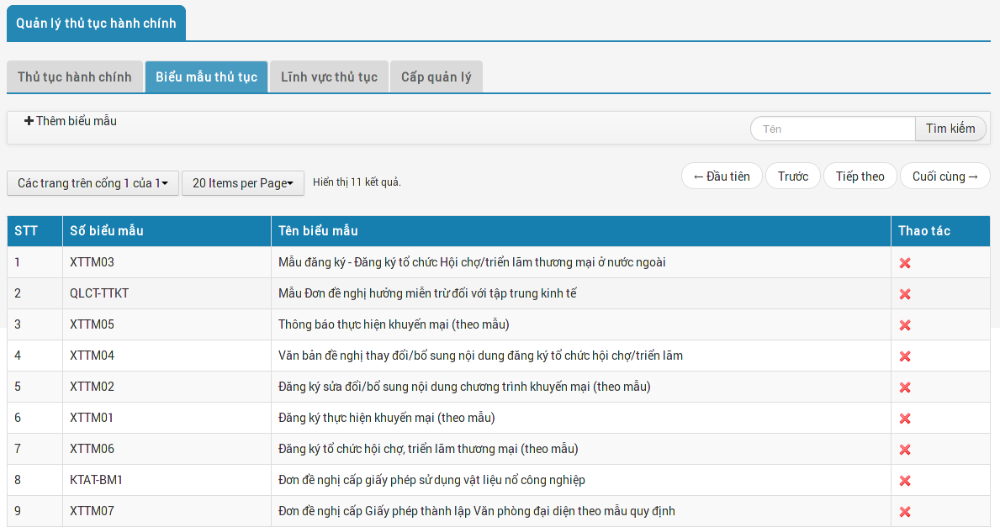 Quản lý thủ tục hành chính
Thủ tục hành chính Biểu mẫu thủ tục Lĩnh vực thủ tục Cấp quản lý
Thêm biểu mẫu Tên Tìm kiếm
Các trang trên cổng 1 của 1 20 Items per Page Hiển thị 11 kết quả. ← Đầu tiên Trước Tiếp theo Cuối cùng →
STT Số biểu mẫu Tên biểu mẫu Thao tác
1 XTTM03 Mẫu đăng ký - Đăng ký tổ chức Hội chợ/triển lãm thương mại ở nước ngoài
2 QLCT-TTKT Mẫu Đơn đề nghị hưởng miễn trừ đối với tập trung kinh tế
3 XTTM05 Thông báo thực hiện khuyến mại (theo mẫu)
4 XTTM04 Văn bản đề nghị thay đổi/bổ sung nội dung đăng ký tổ chức hội chợ/triển lãm
5 XTTM02 Đăng ký sửa đổi/bổ sung nội dung chương trình khuyến mại (theo mẫu)
6 XTTM01 Đăng ký thực hiện khuyến mại (theo mẫu)
7 XTTM06 Đăng ký tổ chức hội chợ, triển lãm thương mại (theo mẫu)
8 KTAT-BM1 Đơn đề nghị cấp giấy phép sử dụng vật liệu nổ công nghiệp
9 XTTM07 Đơn đề nghị cấp Giấy phép thành lập Văn phòng đại diện theo mẫu quy định